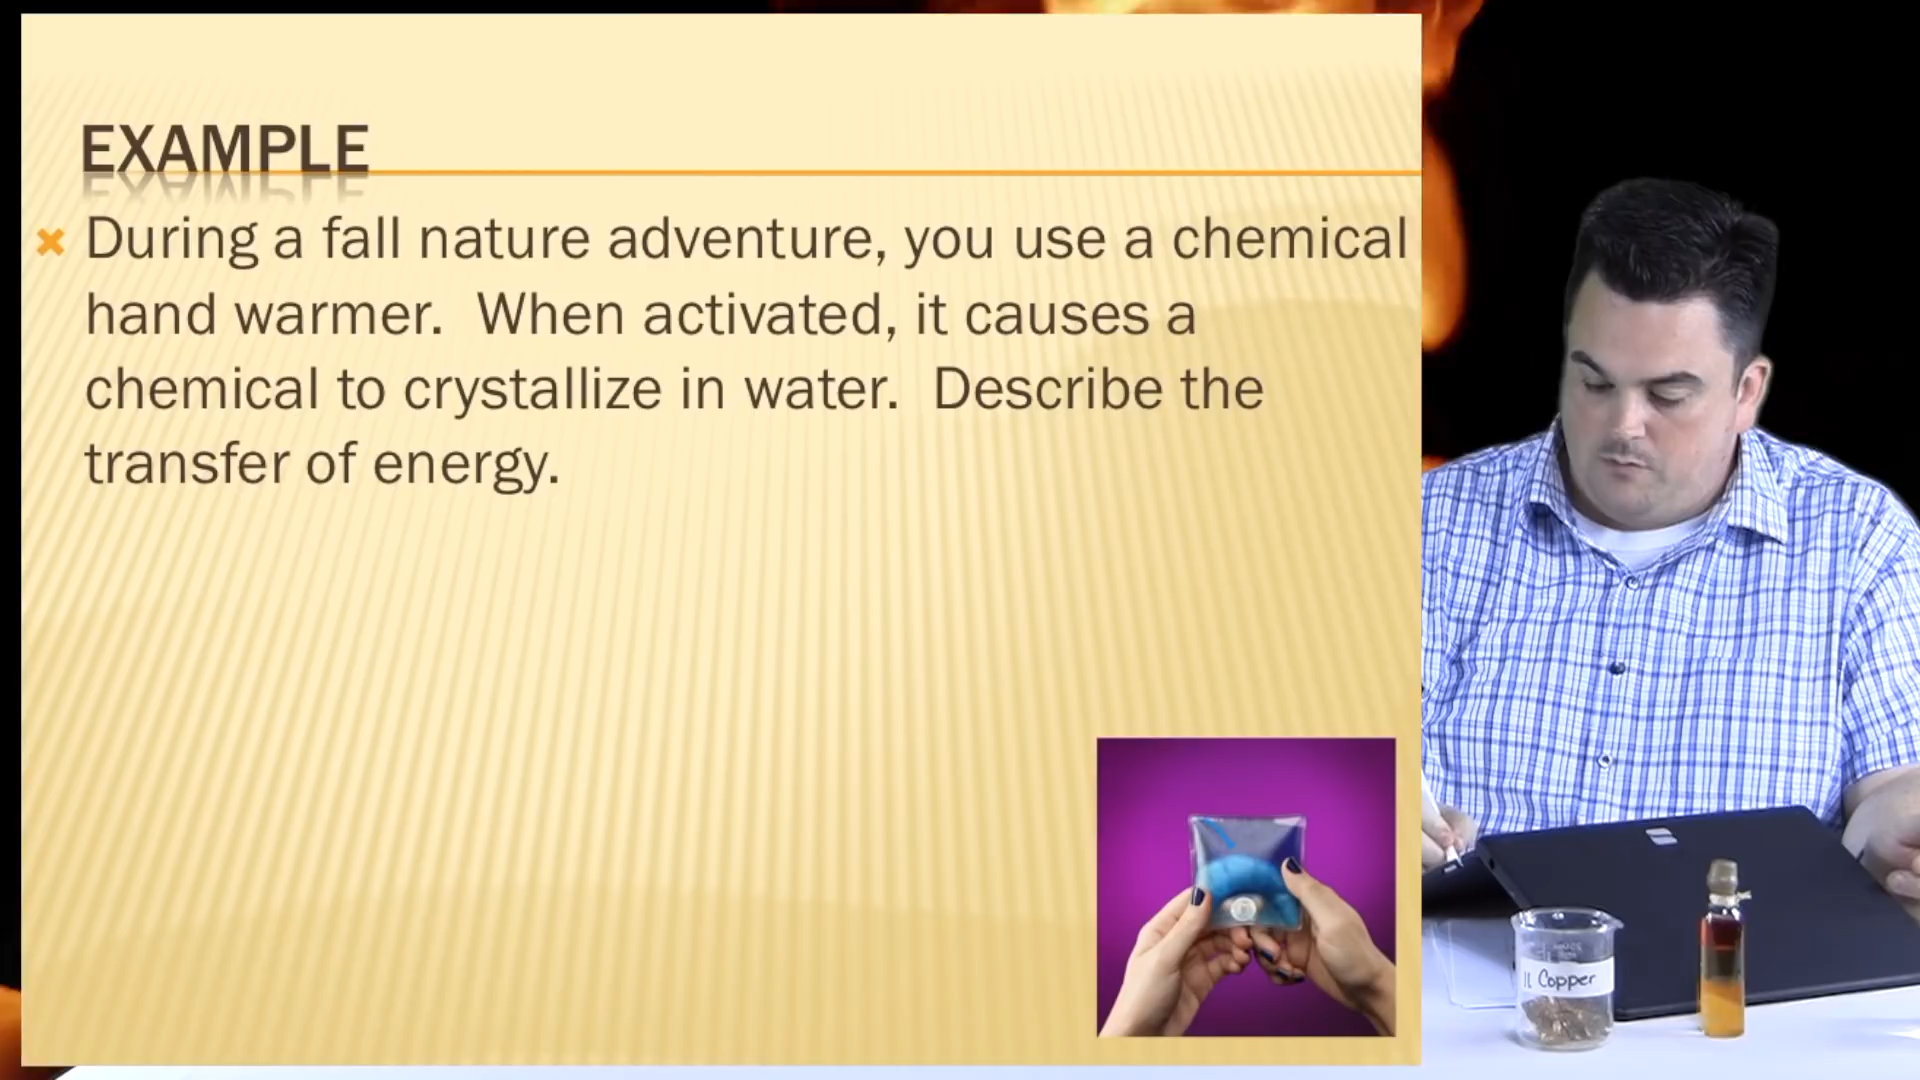 EXAMPLE
During a fall nature adventure, you use a chemical
hand warmer. When activated, it causes a
chemical to crystallize in water. Describe the
transfer of energy.
Copper